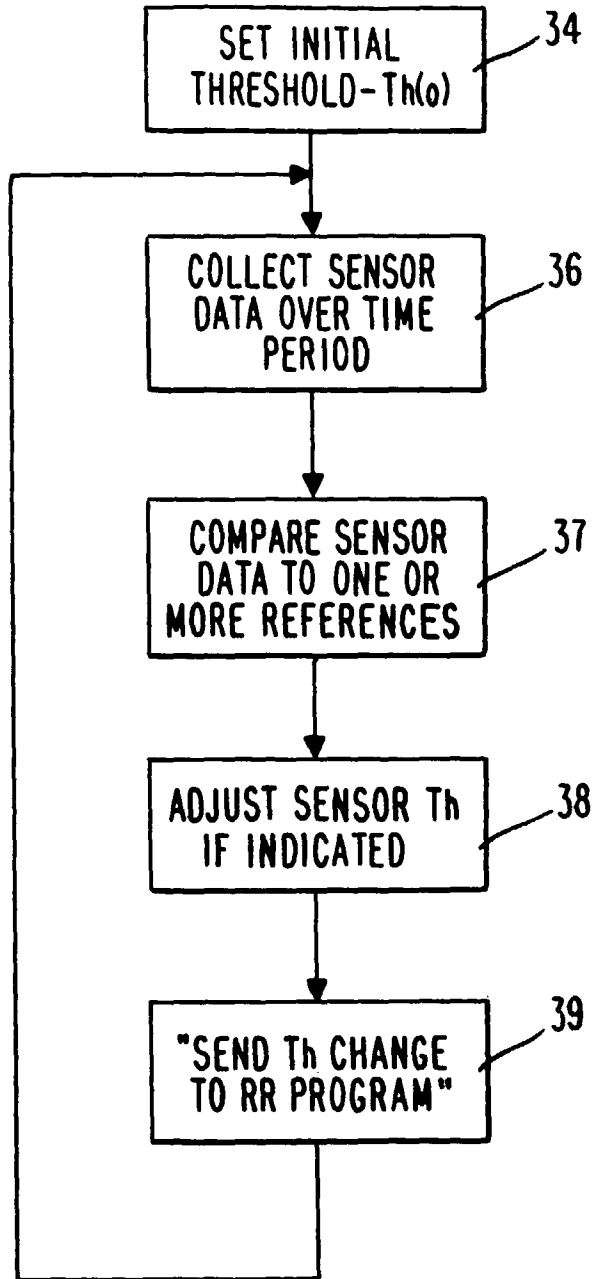 SET INITIAL
THRESHOLD-Th(0)
34
COLLECT SENSOR
DATA OVER TIME
PERIOD
36
COMPARE SENSOR
DATA TO ONE OR
MORE REFERENCES
37
ADJUST SENSOR Th
IF INDICATED
38
"SEND Th CHANGE
TO RR PROGRAM"
39